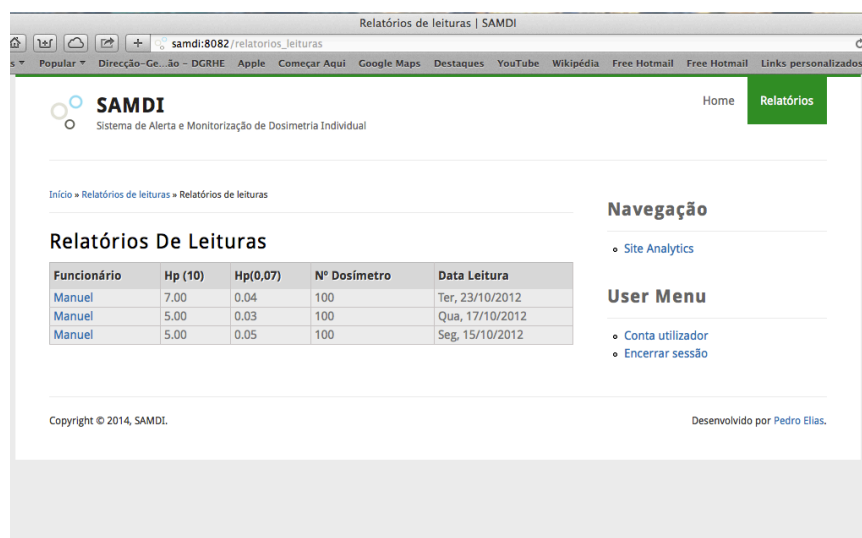 Relatórios de leituras | SAMDI
samdi:8082/relatorios_leituras
Popular Direcção-Ge...ão - DGRHE Apple Começar Aqui Google Maps Destaques YouTube Wikipédia Free Hotmail Free Hotmail Links personalizados
SAMDI
Sistema de Alerta e Monitorização de Dosimetria Individual
Home Relatórios
Início » Relatórios de leituras » Relatórios de leituras
Relatórios De Leituras
Funcionário Hp (10) Hp(0,07) Nº Dosímetro Data Leitura
Manuel 7.00 0.04 100 Ter, 23/10/2012
Manuel 5.00 0.03 100 Qua, 17/10/2012
Manuel 5.00 0.05 100 Seg, 15/10/2012
Navegação
Site Analytics
User Menu
Conta utilizador
Encerrar sessão
Copyright © 2014, SAMDI.
Desenvolvido por Pedro Elias.